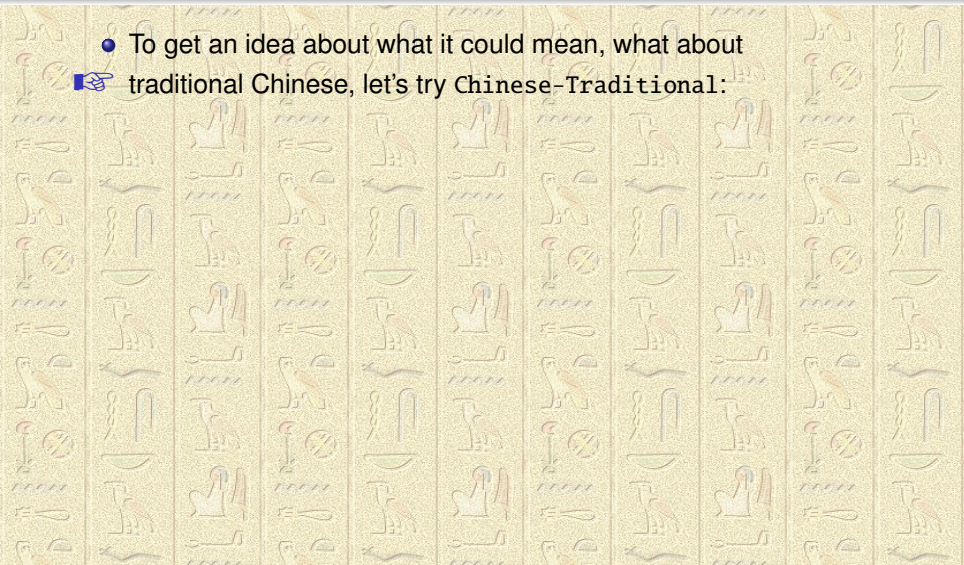 • To get an idea about what it could mean, what about
☞ traditional Chinese, let's try Chinese-Traditional: